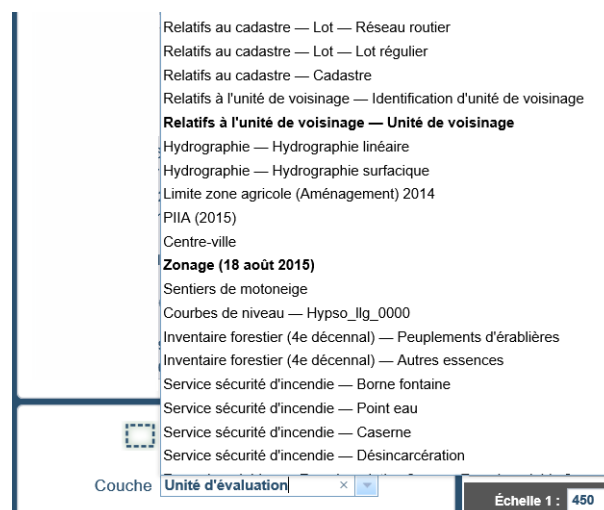 Relatifs au cadastre — Lot — Réseau routier
Relatifs au cadastre — Lot — Lot régulier
Relatifs au cadastre — Cadastre
Relatifs à l'unité de voisinage — Identification d'unité de voisinage
Relatifs à l'unité de voisinage — Unité de voisinage
Hydrographie — Hydrographie linéaire
Hydrographie — Hydrographie surfacique
Limite zone agricole (Aménagement) 2014
PIIA (2015)
Centre-ville
Zonage (18 août 2015)
Sentiers de motoneige
Courbes de niveau — Hypso_llg_0000
Inventaire forestier (4e décennal) — Peuplements d'érablières
Inventaire forestier (4e décennal) — Autres essences
Service sécurité d'incendie — Borne fontaine
Service sécurité d'incendie — Point eau
Service sécurité d'incendie — Caserne
Service sécurité d'incendie — Désincarcération
Couche Unité d'évaluation ×
Échelle 1 : 450